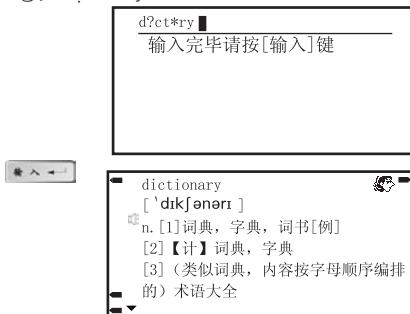 d?ct*ry
输入完毕请按[输入]键
输入
dictionary
[ˋdɪkʃənərɪ]
n.[1]词典，字典，词书[例]
[2]【计】词典，字典
[3]（类似词典，内容按字母顺序编排
的）术语大全